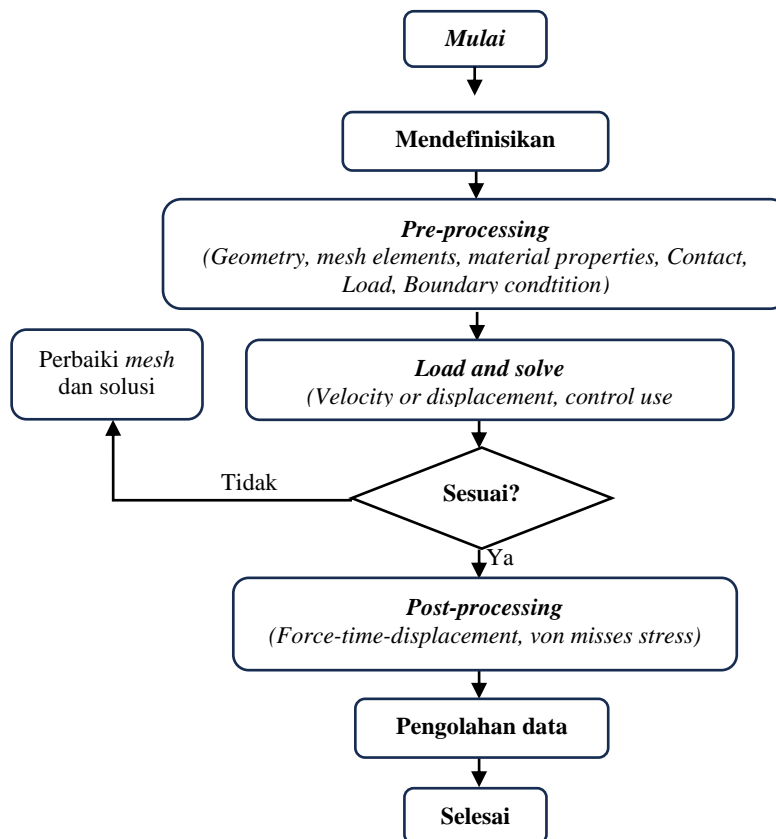 Mulai
Mendefinisikan
Pre-processing
(Geometry, mesh elements, material properties, Contact,
Load, Boundary condtition)
Perbaiki mesh
dan solusi
Load and solve
(Velocity or displacement, control use
Tidak
Sesuai?
Ya
Post-processing
(Force-time-displacement, von misses stress)
Pengolahan data
Selesai